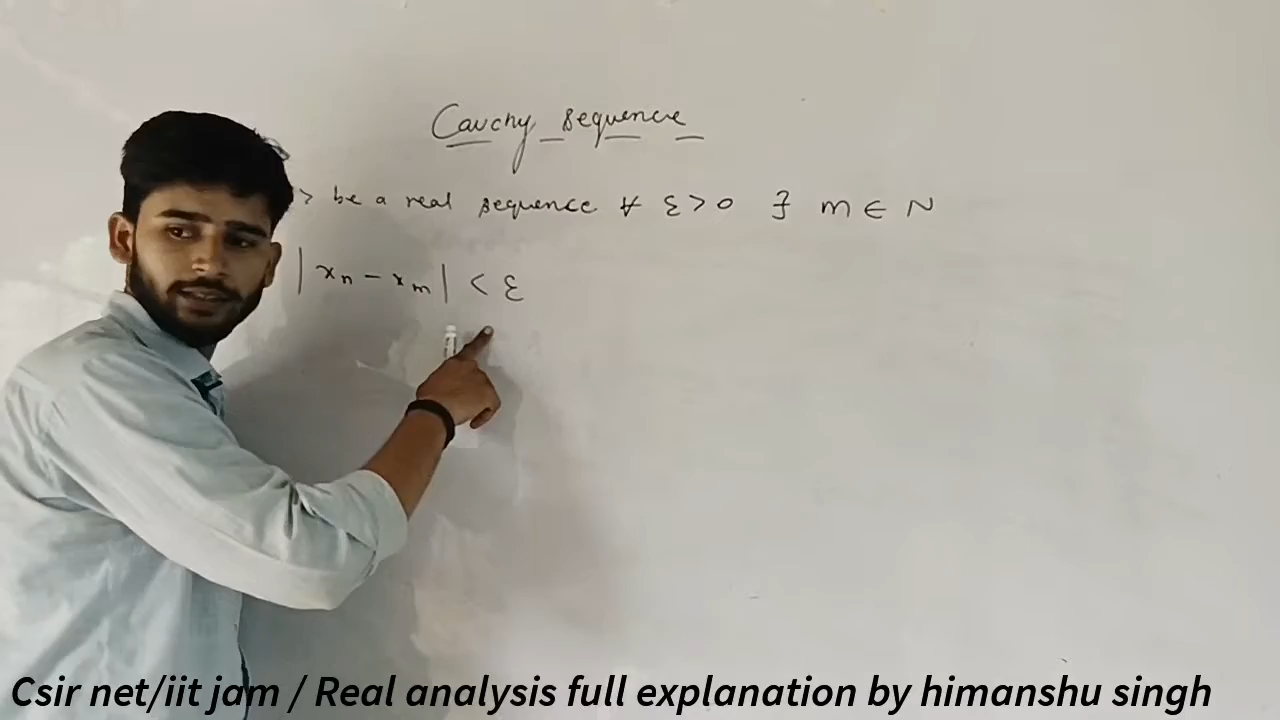 Cauchy sequence
> be a real sequence ∀ ε > 0 ∃ m ∈ N
| xn - xm | < ε
Csir net/iit jam / Real analysis full explanation by himanshu singh